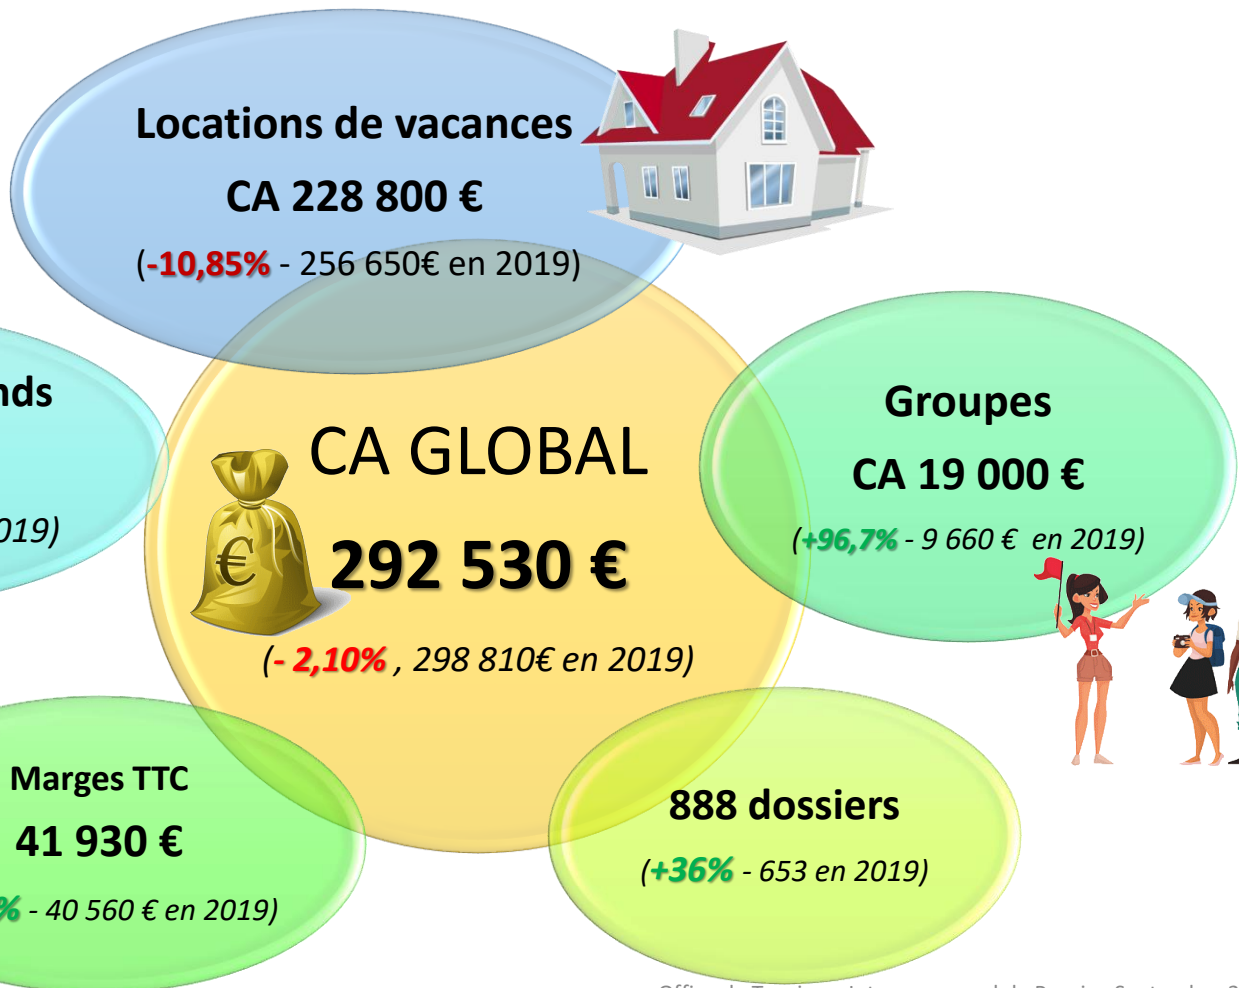 Locations de vacances
CA 228 800 €
(-10,85% - 256 650€ en 2019)
CA GLOBAL
292 530 €
(- 2,10% , 298 810€ en 2019)
€
Groupes
CA 19 000 €
(+96,7% - 9 660 € en 2019)
Marges TTC
41 930 €
% - 40 560 € en 2019)
888 dossiers
(+36% - 653 en 2019)